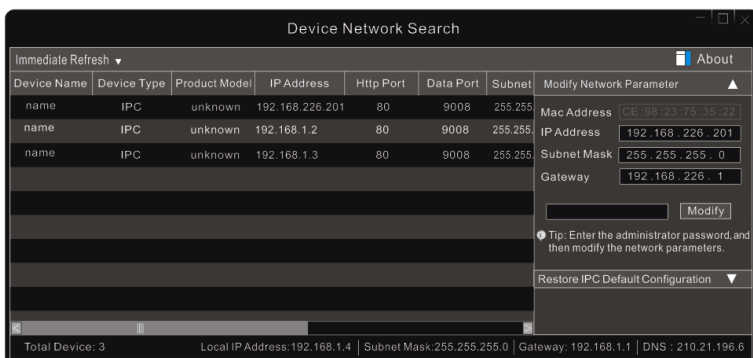 Device Network Search
Immediate Refresh ▼
About
Device Name Device Type Product Model IP Address Http Port Data Port Subnet
name IPC unknown 192.168.226.201 80 9008 255.255.
name IPC unknown 192.168.1.2 80 9008 255.255.
name IPC unknown 192.168.1.3 80 9008 255.255.
Modify Network Parameter ▲
Mac Address CE:98:23:75:35:22
IP Address 192.168.226.201
Subnet Mask 255.255.255.0
Gateway 192.168.226.1
Modify
Tip: Enter the administrator password, and
then modify the network parameters.
Restore IPC Default Configuration ▼
Total Device: 3 Local IP Address:192.168.1.4 Subnet Mask:255.255.255.0 Gateway: 192.168.1.1 DNS : 210.21.196.6